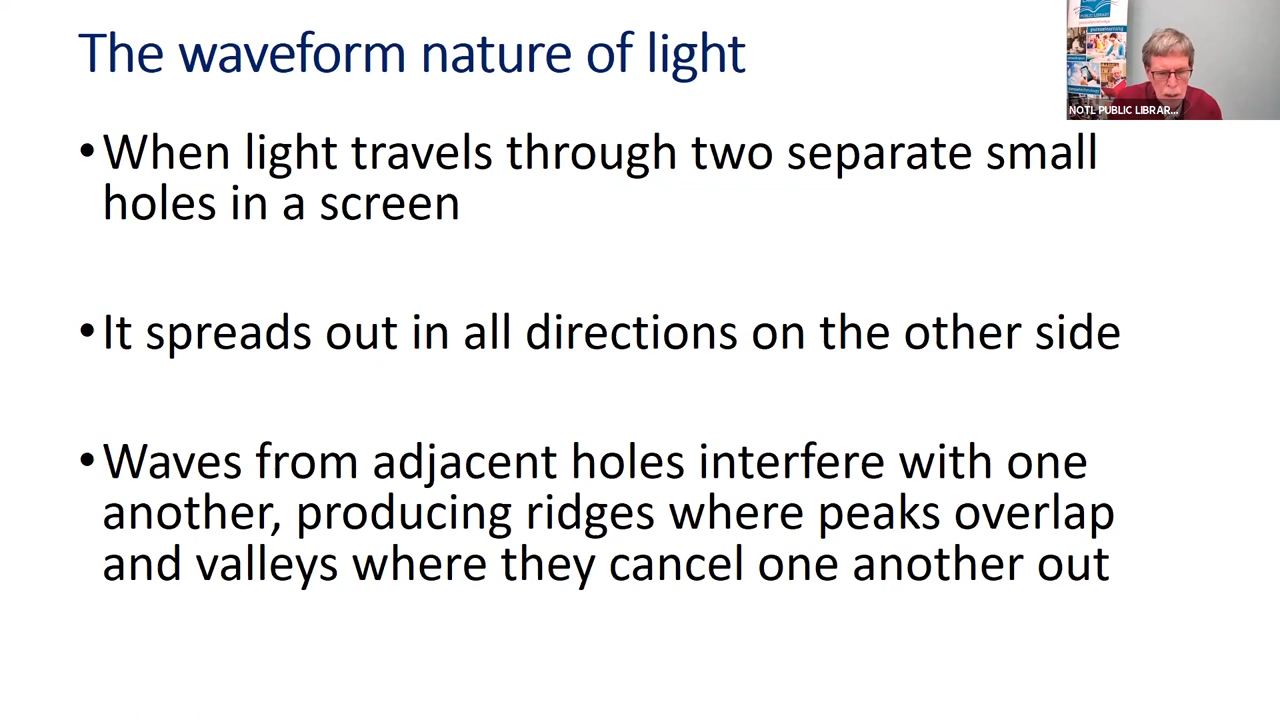 The waveform nature of light
•When light travels through two separate small
holes in a screen
•It spreads out in all directions on the other side
•Waves from adjacent holes interfere with one
another, producing ridges where peaks overlap
and valleys where they cancel one another out
PUBLIC LIBRARY
NOTL PUBLIC LIBRAR...